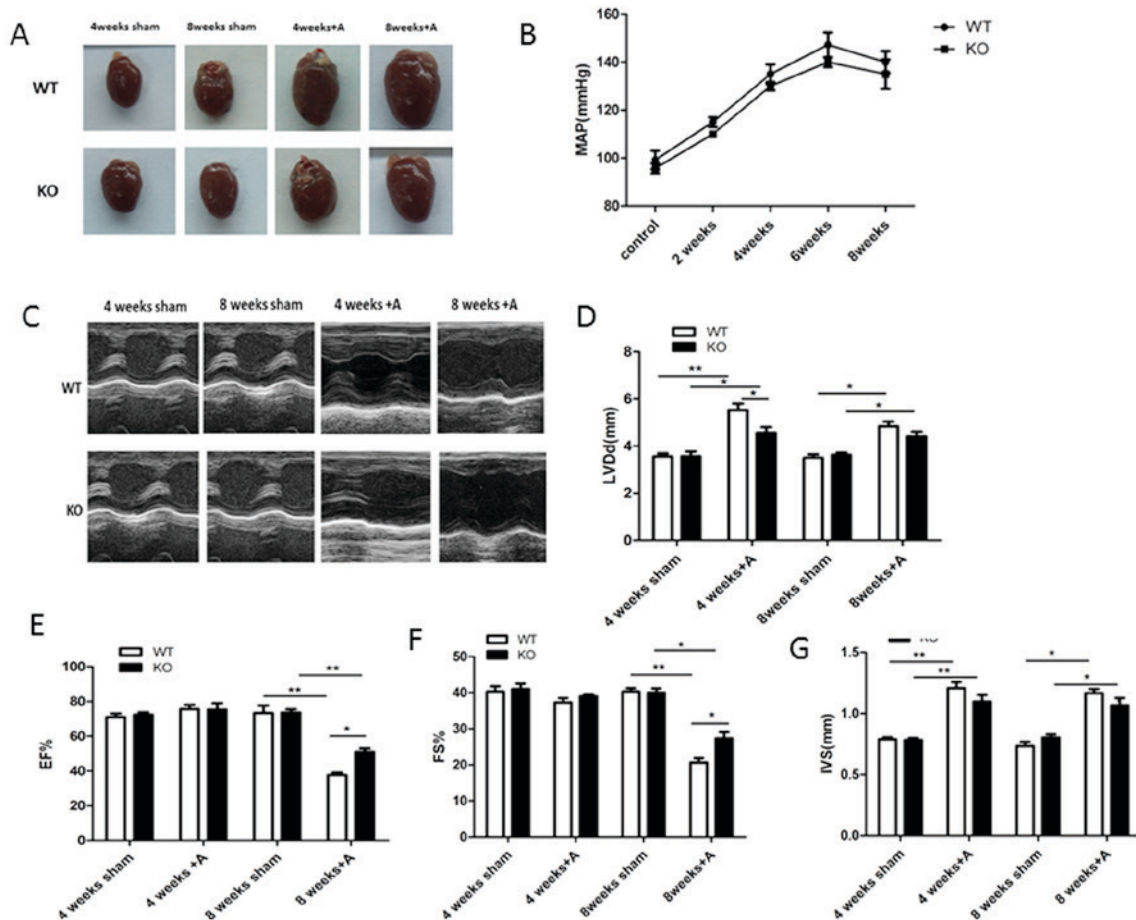 A
4weeks sham
8weeks sham
4weeks+A
8weeks+A
WT
KO
B
MAP(mmHg)
160
140
120
100
80
control
2 weeks
4weeks
6weeks
8weeks
WT
KO
C
4 weeks sham
8 weeks sham
4 weeks +A
8 weeks +A
WT
KO
D
WT
KO
LVDd(mm)
8
6
4
2
0
**
*
*
*
*
4 weeks sham
4 weeks+A
8weeks sham
8weeks+A
E
WT
KO
EF%
100
80
60
40
20
0
**
**
*
4 weeks sham
4 weeks +A
8 weeks sham
8 weeks+A
F
WT
KO
FS%
50
40
30
20
10
0
*
**
*
4 weeks sham
4 weeks+A
8 weeks sham
8weeks+A
G
KO
IVS(mm)
1.5
1.0
0.5
0.0
**
**
*
*
4 weeks sham
4 weeks+A
8 weeks sham
8 weeks+A